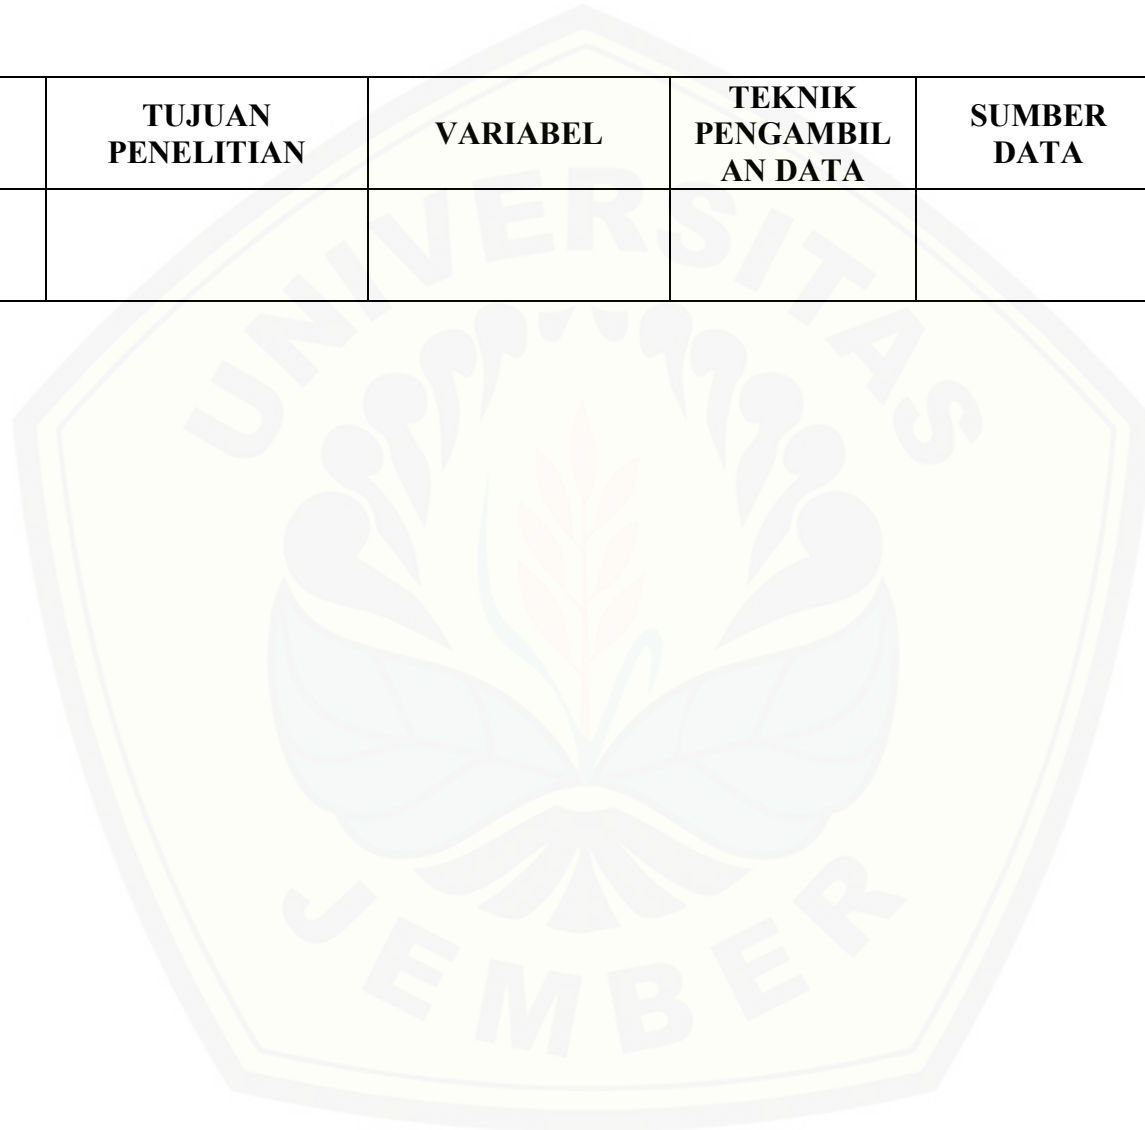 TUJUAN
PENELITIAN
VARIABEL
TEKNIK
PENGAMBIL
AN DATA
SUMBER
DATA
UNIVERSITAS
JEMBER